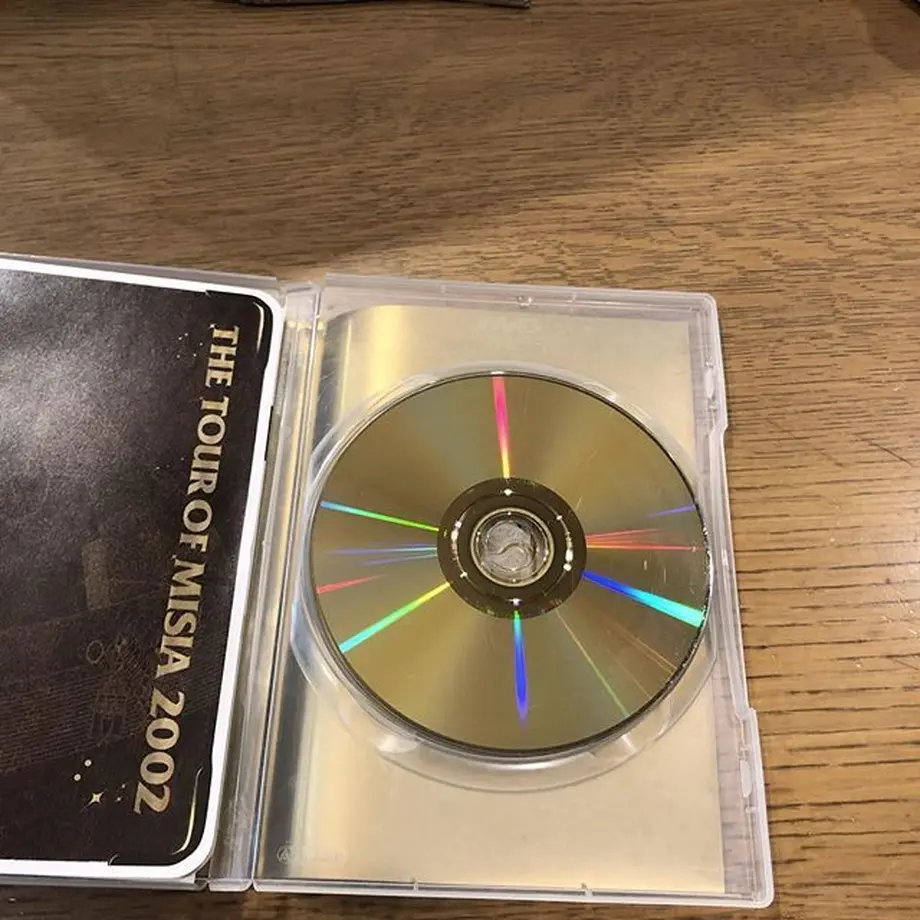 THE TOUR OF MISIA 2002